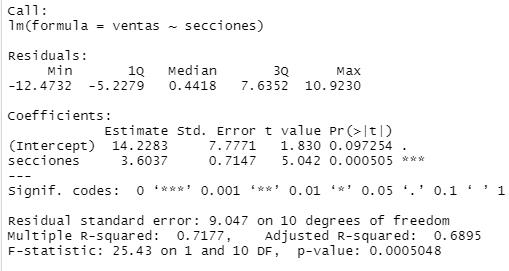 Call:
lm(formula = ventas ~ secciones)
Residuals:
Min 1Q Median 3Q Max
-12.4732 -5.2279 0.4418 7.6352 10.9230
Coefficients:
Estimate Std. Error t value Pr(>|t|)
(Intercept) 14.2283 7.7771 1.830 0.097254 .
secciones 3.6037 0.7147 5.042 0.000505 ***
---
Signif. codes: 0 ‘***’ 0.001 ‘**’ 0.01 ‘*’ 0.05 ‘.’ 0.1 ‘ ’ 1
Residual standard error: 9.047 on 10 degrees of freedom
Multiple R-squared: 0.7177, Adjusted R-squared: 0.6895
F-statistic: 25.43 on 1 and 10 DF, p-value: 0.0005048